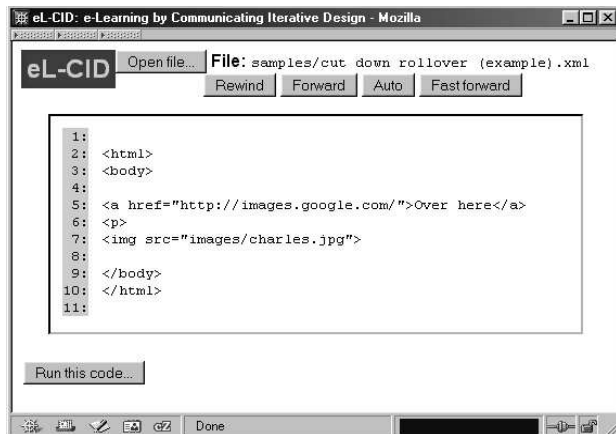 eL-CID: e-Learning by Communicating Iterative Design - Mozilla
eL-CID
Open file... File: samples/cut down rollover (example).xml
Rewind Forward Auto Fast forward
1:
2: <html>
3: <body>
4:
5: <a href="http://images.google.com/">Over here</a>
6: <p>
7: <img src="images/charles.jpg">
8:
9: </body>
10: </html>
11:
Run this code...
Done